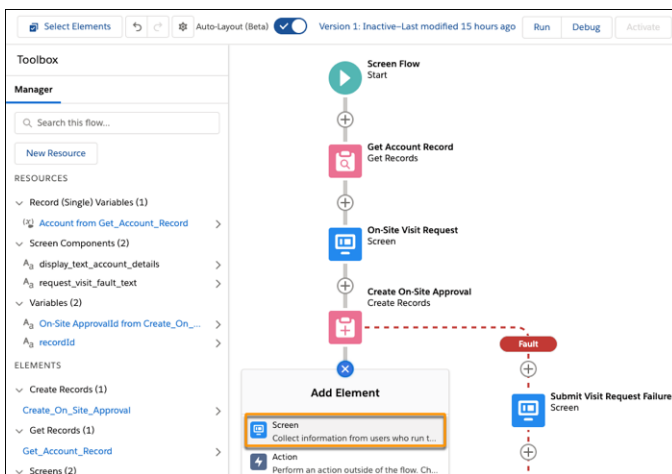 Select Elements
Auto-Layout (Beta)
Version 1: Inactive–Last modified 15 hours ago
Run
Debug
Activate
Toolbox
Manager
Search this flow...
New Resource
RESOURCES
Record (Single) Variables (1)
Account from Get_Account_Record
Screen Components (2)
display_text_account_details
request_visit_fault_text
Variables (2)
On-Site ApprovalId from Create_On_...
recordId
ELEMENTS
Create Records (1)
Create_On_Site_Approval
Get Records (1)
Get_Account_Record
Screens (2)
Screen Flow
Start
Get Account Record
Get Records
On-Site Visit Request
Screen
Create On-Site Approval
Create Records
Fault
Submit Visit Request Failure
Screen
Add Element
Screen
Collect information from users who run t...
Action
Perform an action outside of the flow. Ch...